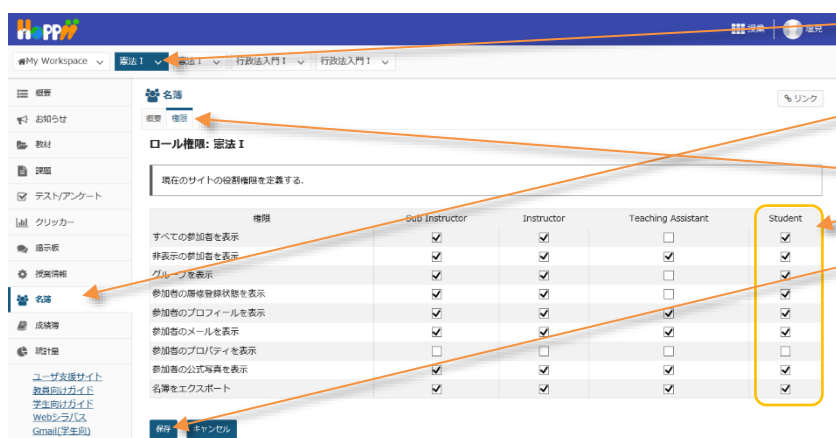 Hoppii
授業 塩見
My Workspace 憲法 I 憲法 I 行政法入門 I 行政法入門 I
概要
お知らせ
教材
課題
テスト/アンケート
クリッカー
掲示板
授業情報
名簿
成績簿
統計量
ユーザ支援サイト
教員向けガイド
学生向けガイド
Webシラバス
Gmail(学生向)
名簿
リンク
概要 権限
ロール権限: 憲法 I
現在のサイトの役割権限を定義する.
権限 Sub Instructor Instructor Teaching Assistant Student
すべての参加者を表示
非表示の参加者を表示
グループを表示
参加者の履修登録状態を表示
参加者のプロフィールを表示
参加者のメールを表示
参加者のプロパティを表示
参加者の公式写真を表示
名簿をエクスポート
保存 キャンセル